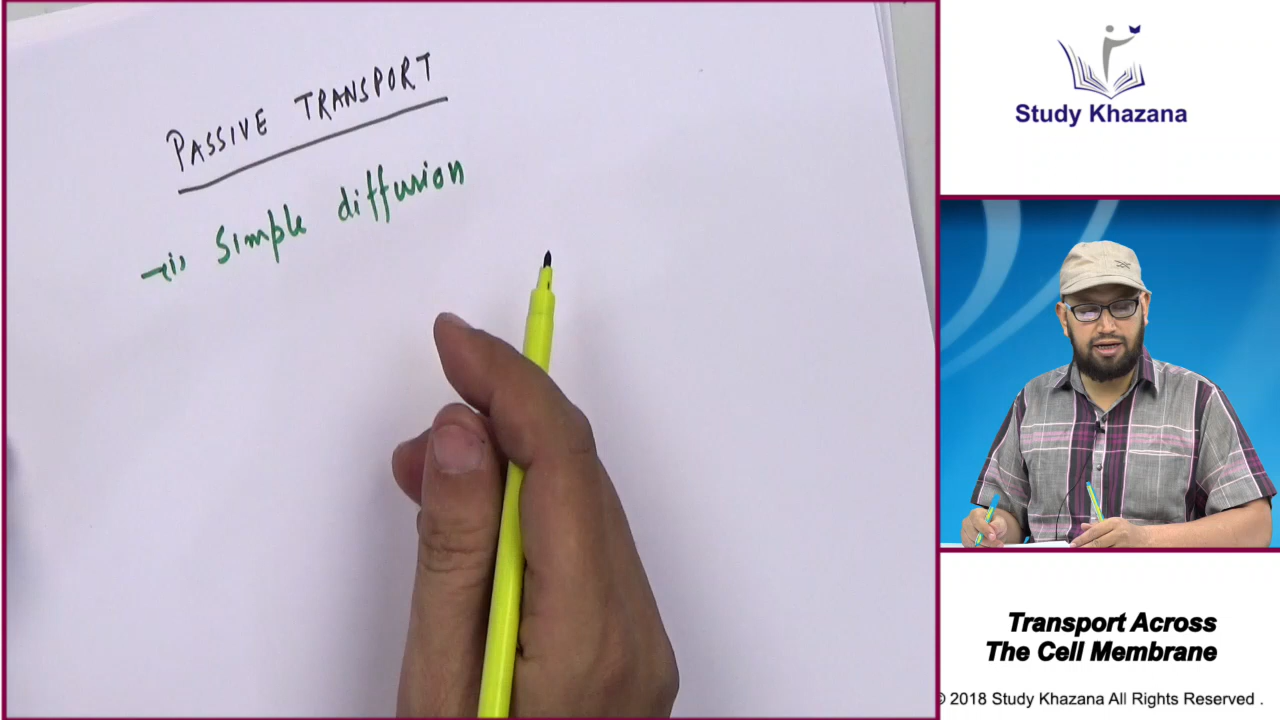 PASSIVE TRANSPORT
→ i, Simple diffusion
Study Khazana
Transport Across
The Cell Membrane
© 2018 Study Khazana All Rights Reserved .